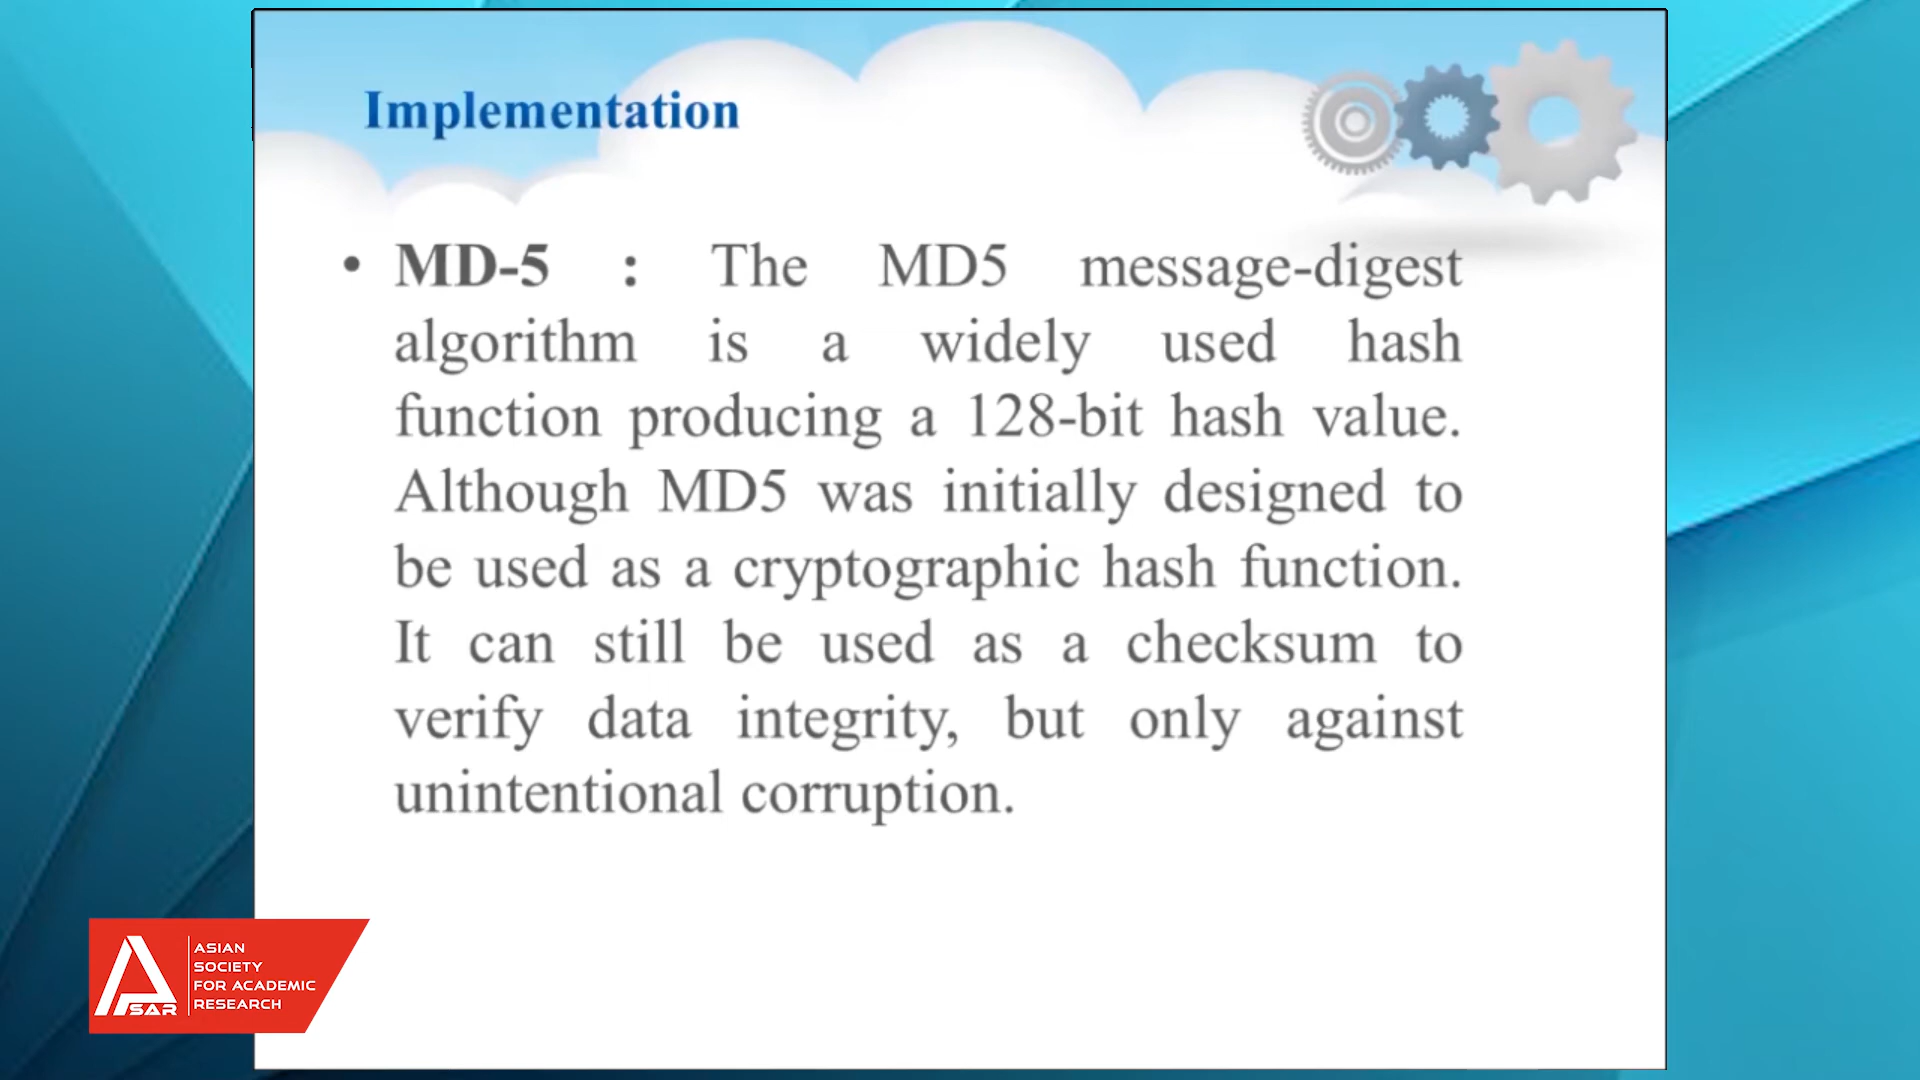 Implementation
• MD-5 : The MD5 message-digest
algorithm is a widely used hash
function producing a 128-bit hash value.
Although MD5 was initially designed to
be used as a cryptographic hash function.
It can still be used as a checksum to
verify data integrity, but only against
unintentional corruption.
ASAR
ASIAN
SOCIETY
FOR ACADEMIC
RESEARCH